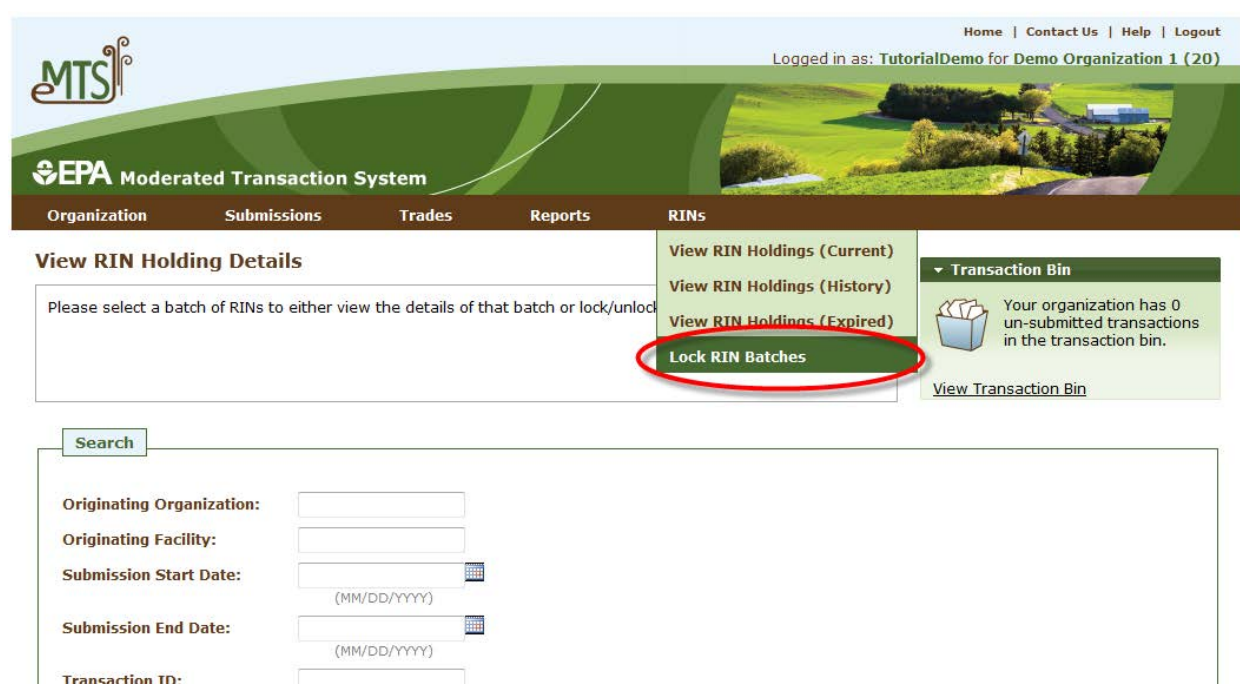 Home | Contact Us | Help | Logout
Logged in as: TutorialDemo for Demo Organization 1 (20)
MTS
EPA Moderated Transaction System
Organization Submissions Trades Reports RINs
View RIN Holdings (Current)
View RIN Holdings (History)
View RIN Holdings (Expired)
Lock RIN Batches
View RIN Holding Details
Please select a batch of RINs to either view the details of that batch or lock/unlock
Transaction Bin
Your organization has 0
un-submitted transactions
in the transaction bin.
View Transaction Bin
Search
Originating Organization:
Originating Facility:
Submission Start Date:
(MM/DD/YYYY)
Submission End Date:
(MM/DD/YYYY)
Transaction ID: